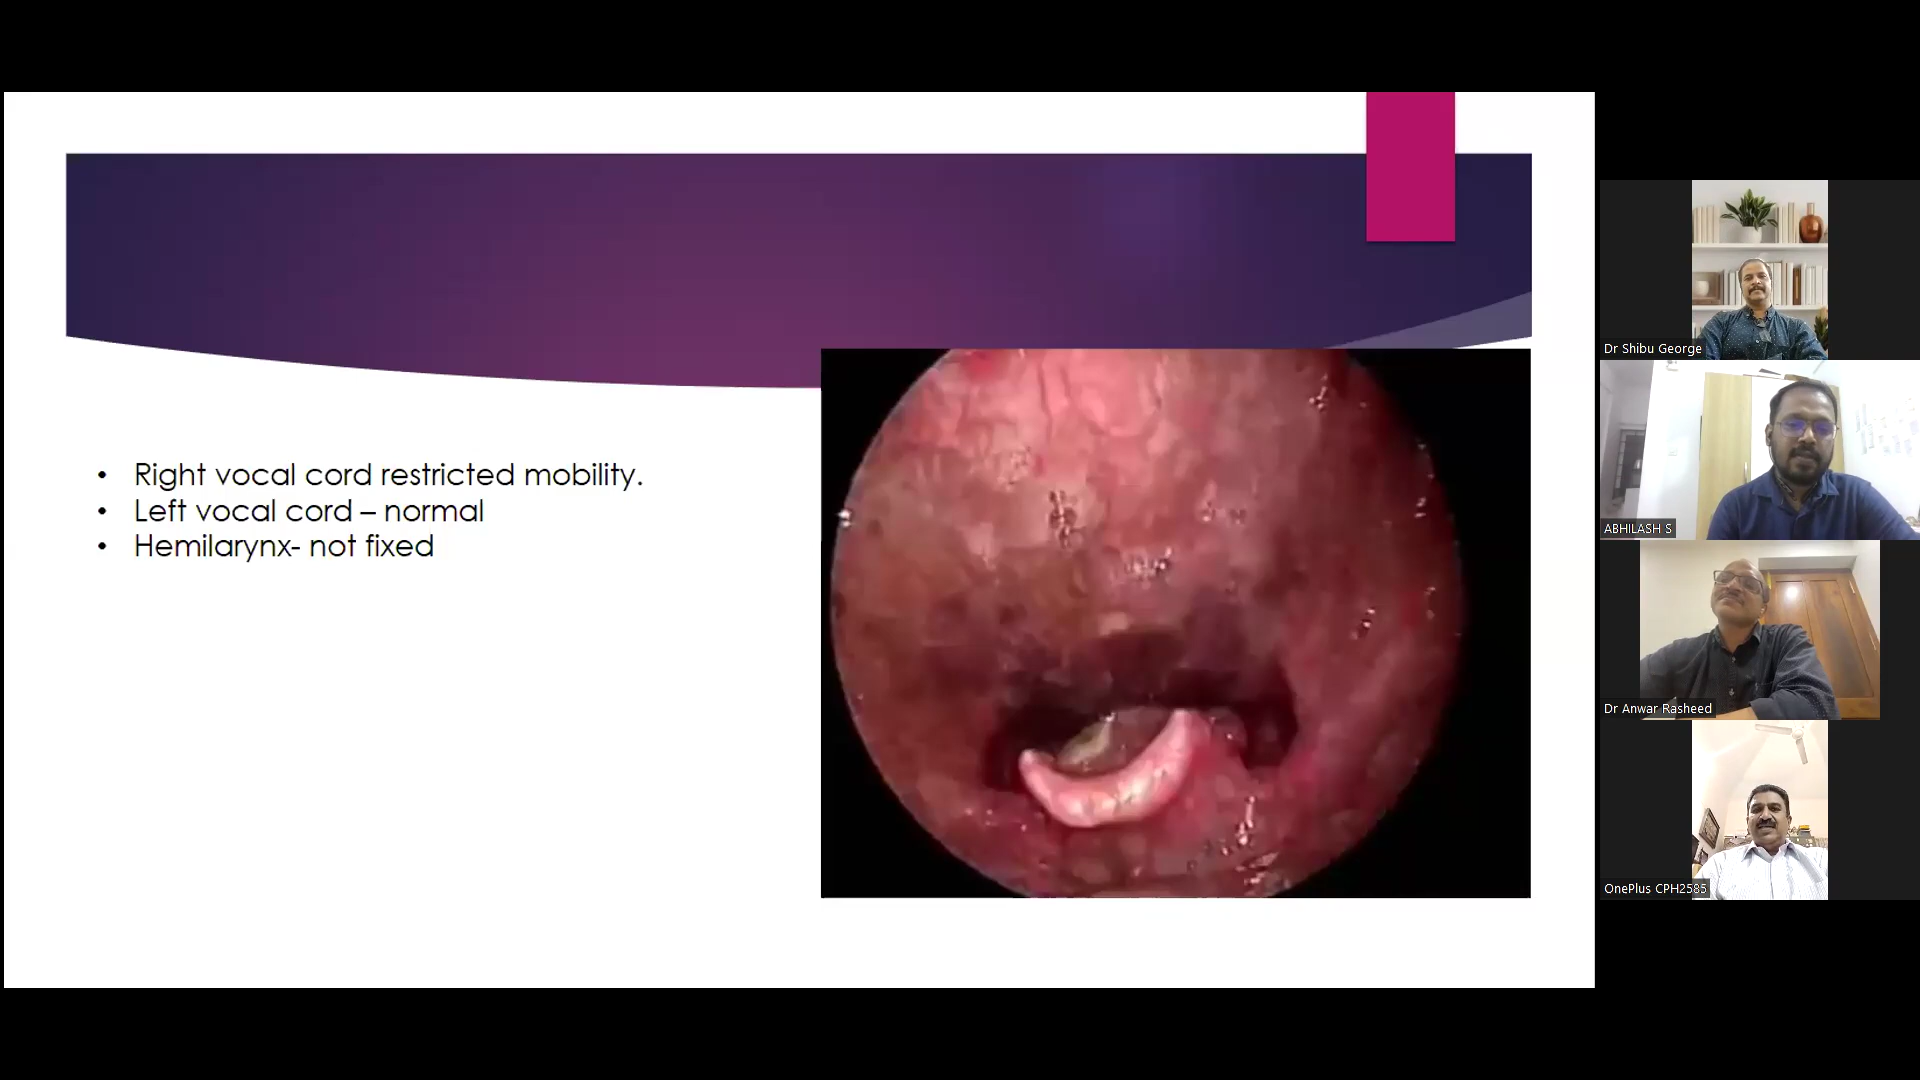 • Right vocal cord restricted mobility.
• Left vocal cord – normal
• Hemilarynx- not fixed
Dr Shibu George
ABHILASH S
Dr Anwar Rasheed
OnePlus CPH2585